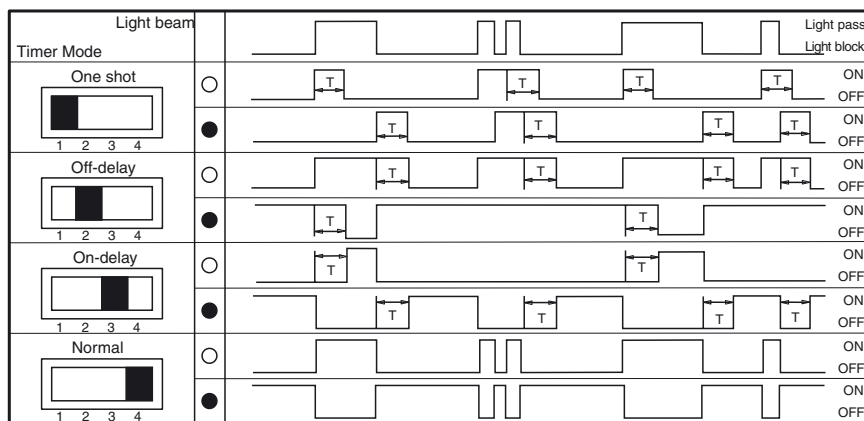 Light beam
Timer Mode
Light pass
Light block
One shot
1 2 3 4
T T T T
ON
OFF
T T T T
ON
OFF
Off-delay
1 2 3 4
T T T T
ON
OFF
T T
ON
OFF
On-delay
1 2 3 4
T T
ON
OFF
T T T T
ON
OFF
Normal
1 2 3 4
ON
OFF
ON
OFF